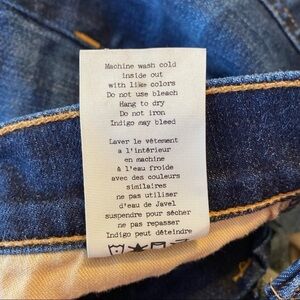 Machine wash cold
inside out
with like colors
Do not use bleach
Hang to dry
Do not iron
Indigo may bleed
Laver le vêtement
à l'intérieur
en machine
à l'eau froide
avec des couleurs
similaires
ne pas utiliser
d'eau de Javel
suspendre pour sécher
ne pas repasser
Indigo peut déteindre